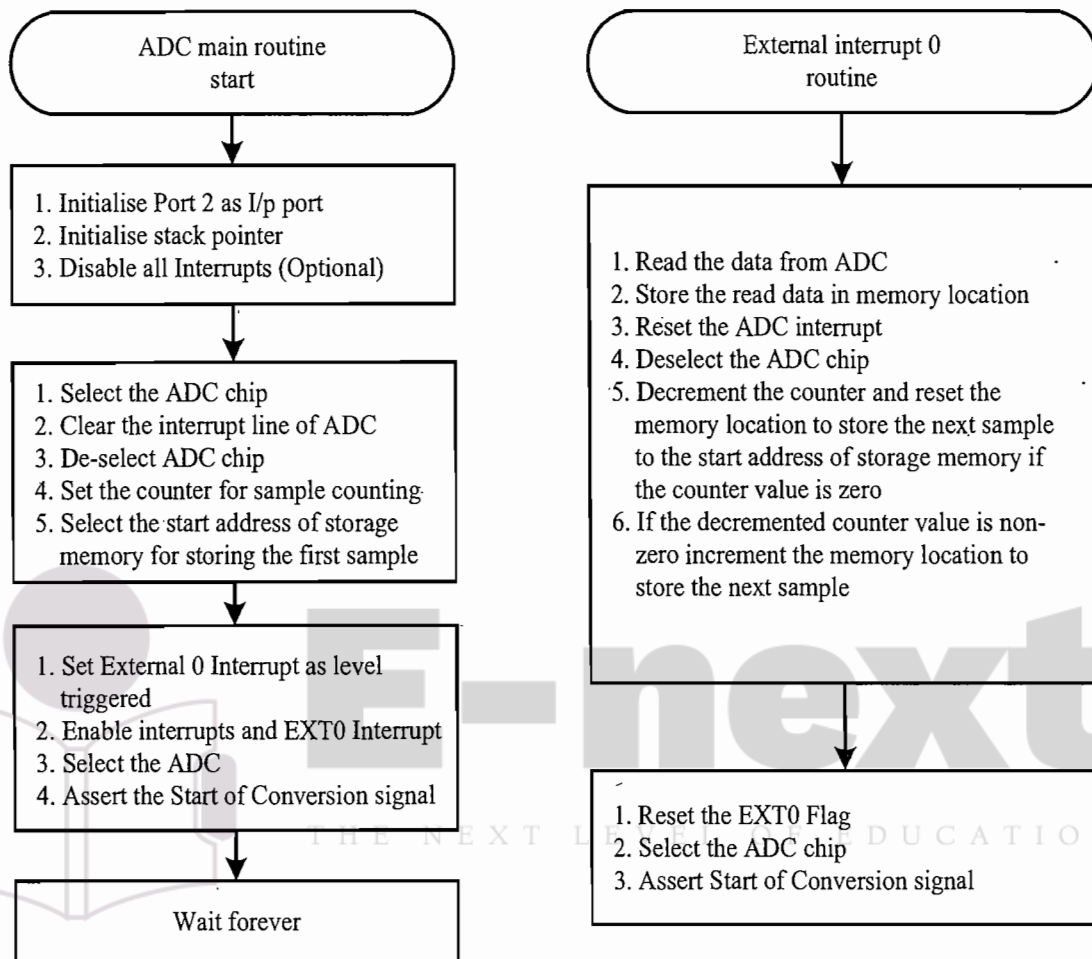 ADC main routine
start
1. Initialise Port 2 as I/p port
2. Initialise stack pointer
3. Disable all Interrupts (Optional)
1. Select the ADC chip
2. Clear the interrupt line of ADC
3. De-select ADC chip
4. Set the counter for sample counting
5. Select the start address of storage
memory for storing the first sample
1. Set External 0 Interrupt as level
triggered
2. Enable interrupts and EXT0 Interrupt
3. Select the ADC
4. Assert the Start of Conversion signal
Wait forever
External interrupt 0
routine
1. Read the data from ADC
2. Store the read data in memory location
3. Reset the ADC interrupt
4. Deselect the ADC chip
5. Decrement the counter and reset the
memory location to store the next sample
to the start address of storage memory if
the counter value is zero
6. If the decremented counter value is non-
zero increment the memory location to
store the next sample
1. Reset the EXT0 Flag
2. Select the ADC chip
3. Assert Start of Conversion signal
E-next
THE NEXT LEVEL OF EDUCATIO